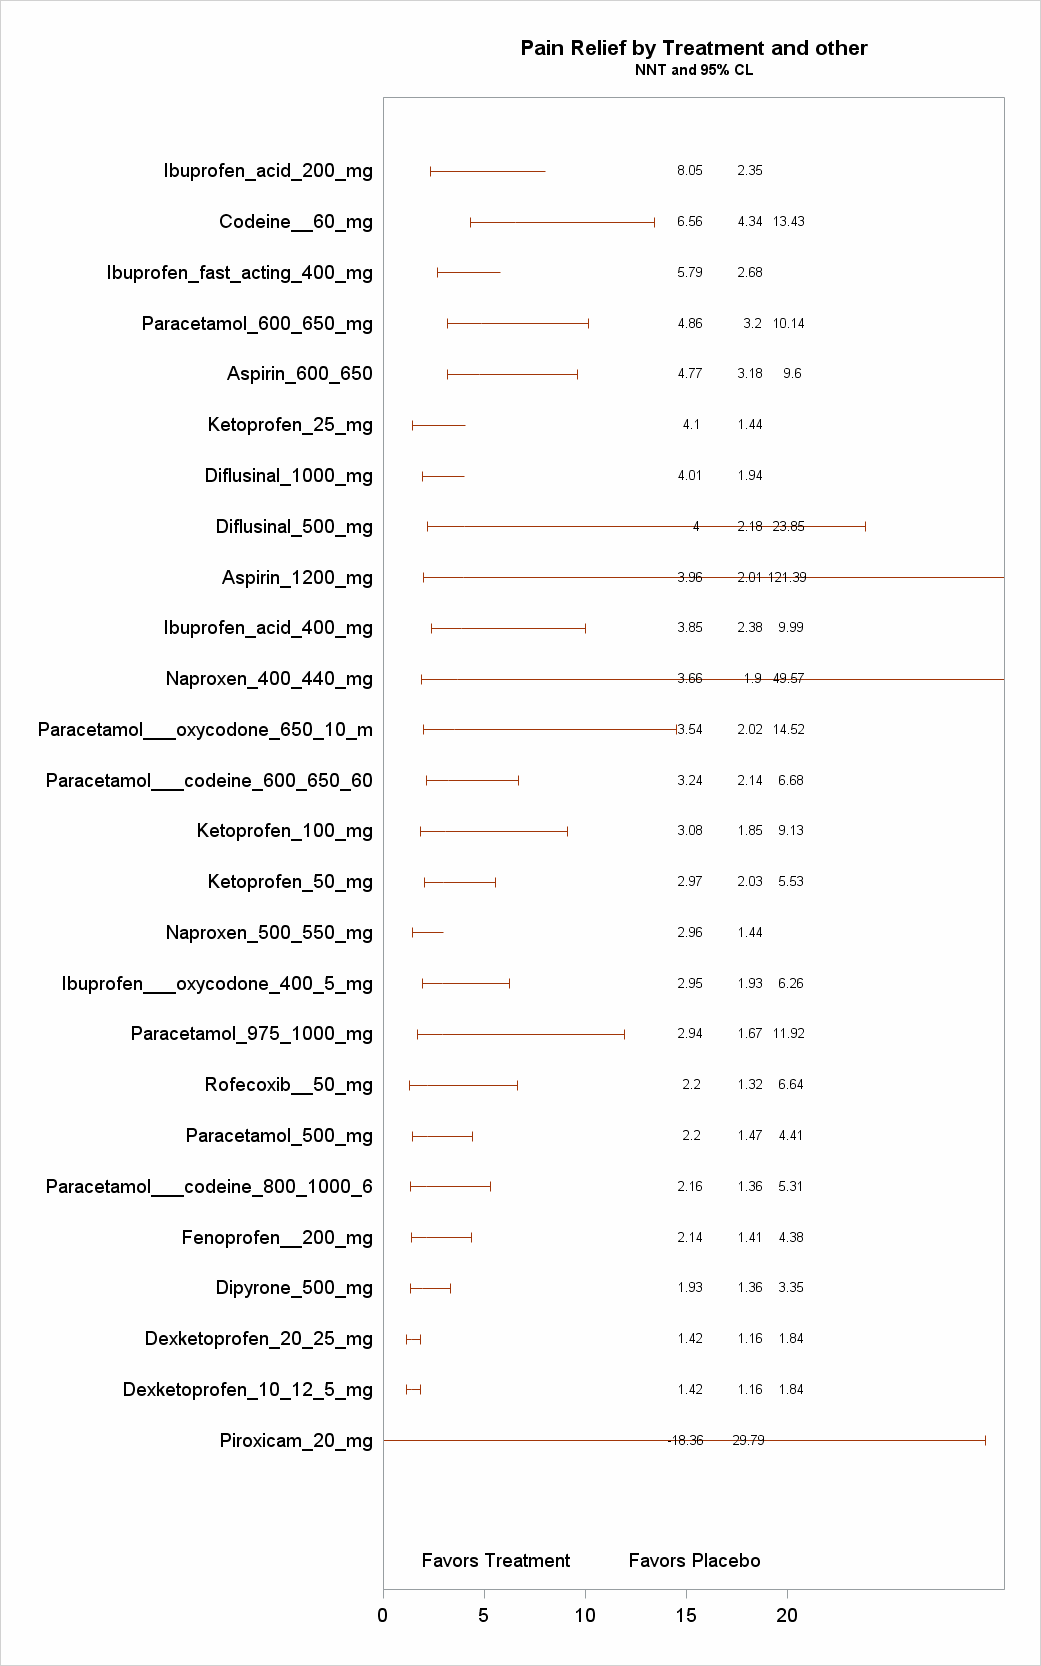 Pain Relief by Treatment and other
NNT and 95% CL
Ibuprofen_acid_200_mg 8.05 2.35
Codeine__60_mg 6.56 4.34 13.43
Ibuprofen_fast_acting_400_mg 5.79 2.68
Paracetamol_600_650_mg 4.86 3.2 10.14
Aspirin_600_650 4.77 3.18 9.6
Ketoprofen_25_mg 4.1 1.44
Diflusinal_1000_mg 4.01 1.94
Diflusinal_500_mg 4 2.18 23.85
Aspirin_1200_mg 3.96 2.01 121.39
Ibuprofen_acid_400_mg 3.85 2.38 9.99
Naproxen_400_440_mg 3.66 1.9 49.57
Paracetamol___oxycodone_650_10_m 3.54 2.02 14.52
Paracetamol___codeine_600_650_60 3.24 2.14 6.68
Ketoprofen_100_mg 3.08 1.85 9.13
Ketoprofen_50_mg 2.97 2.03 5.53
Naproxen_500_550_mg 2.96 1.44
Ibuprofen___oxycodone_400_5_mg 2.95 1.93 6.26
Paracetamol_975_1000_mg 2.94 1.67 11.92
Rofecoxib__50_mg 2.2 1.32 6.64
Paracetamol_500_mg 2.2 1.47 4.41
Paracetamol___codeine_800_1000_6 2.16 1.36 5.31
Fenoprofen__200_mg 2.14 1.41 4.38
Dipyrone_500_mg 1.93 1.36 3.35
Dexketoprofen_20_25_mg 1.42 1.16 1.84
Dexketoprofen_10_12_5_mg 1.42 1.16 1.84
Piroxicam_20_mg -18.36 29.79
Favors Treatment Favors Placebo
0 5 10 15 20